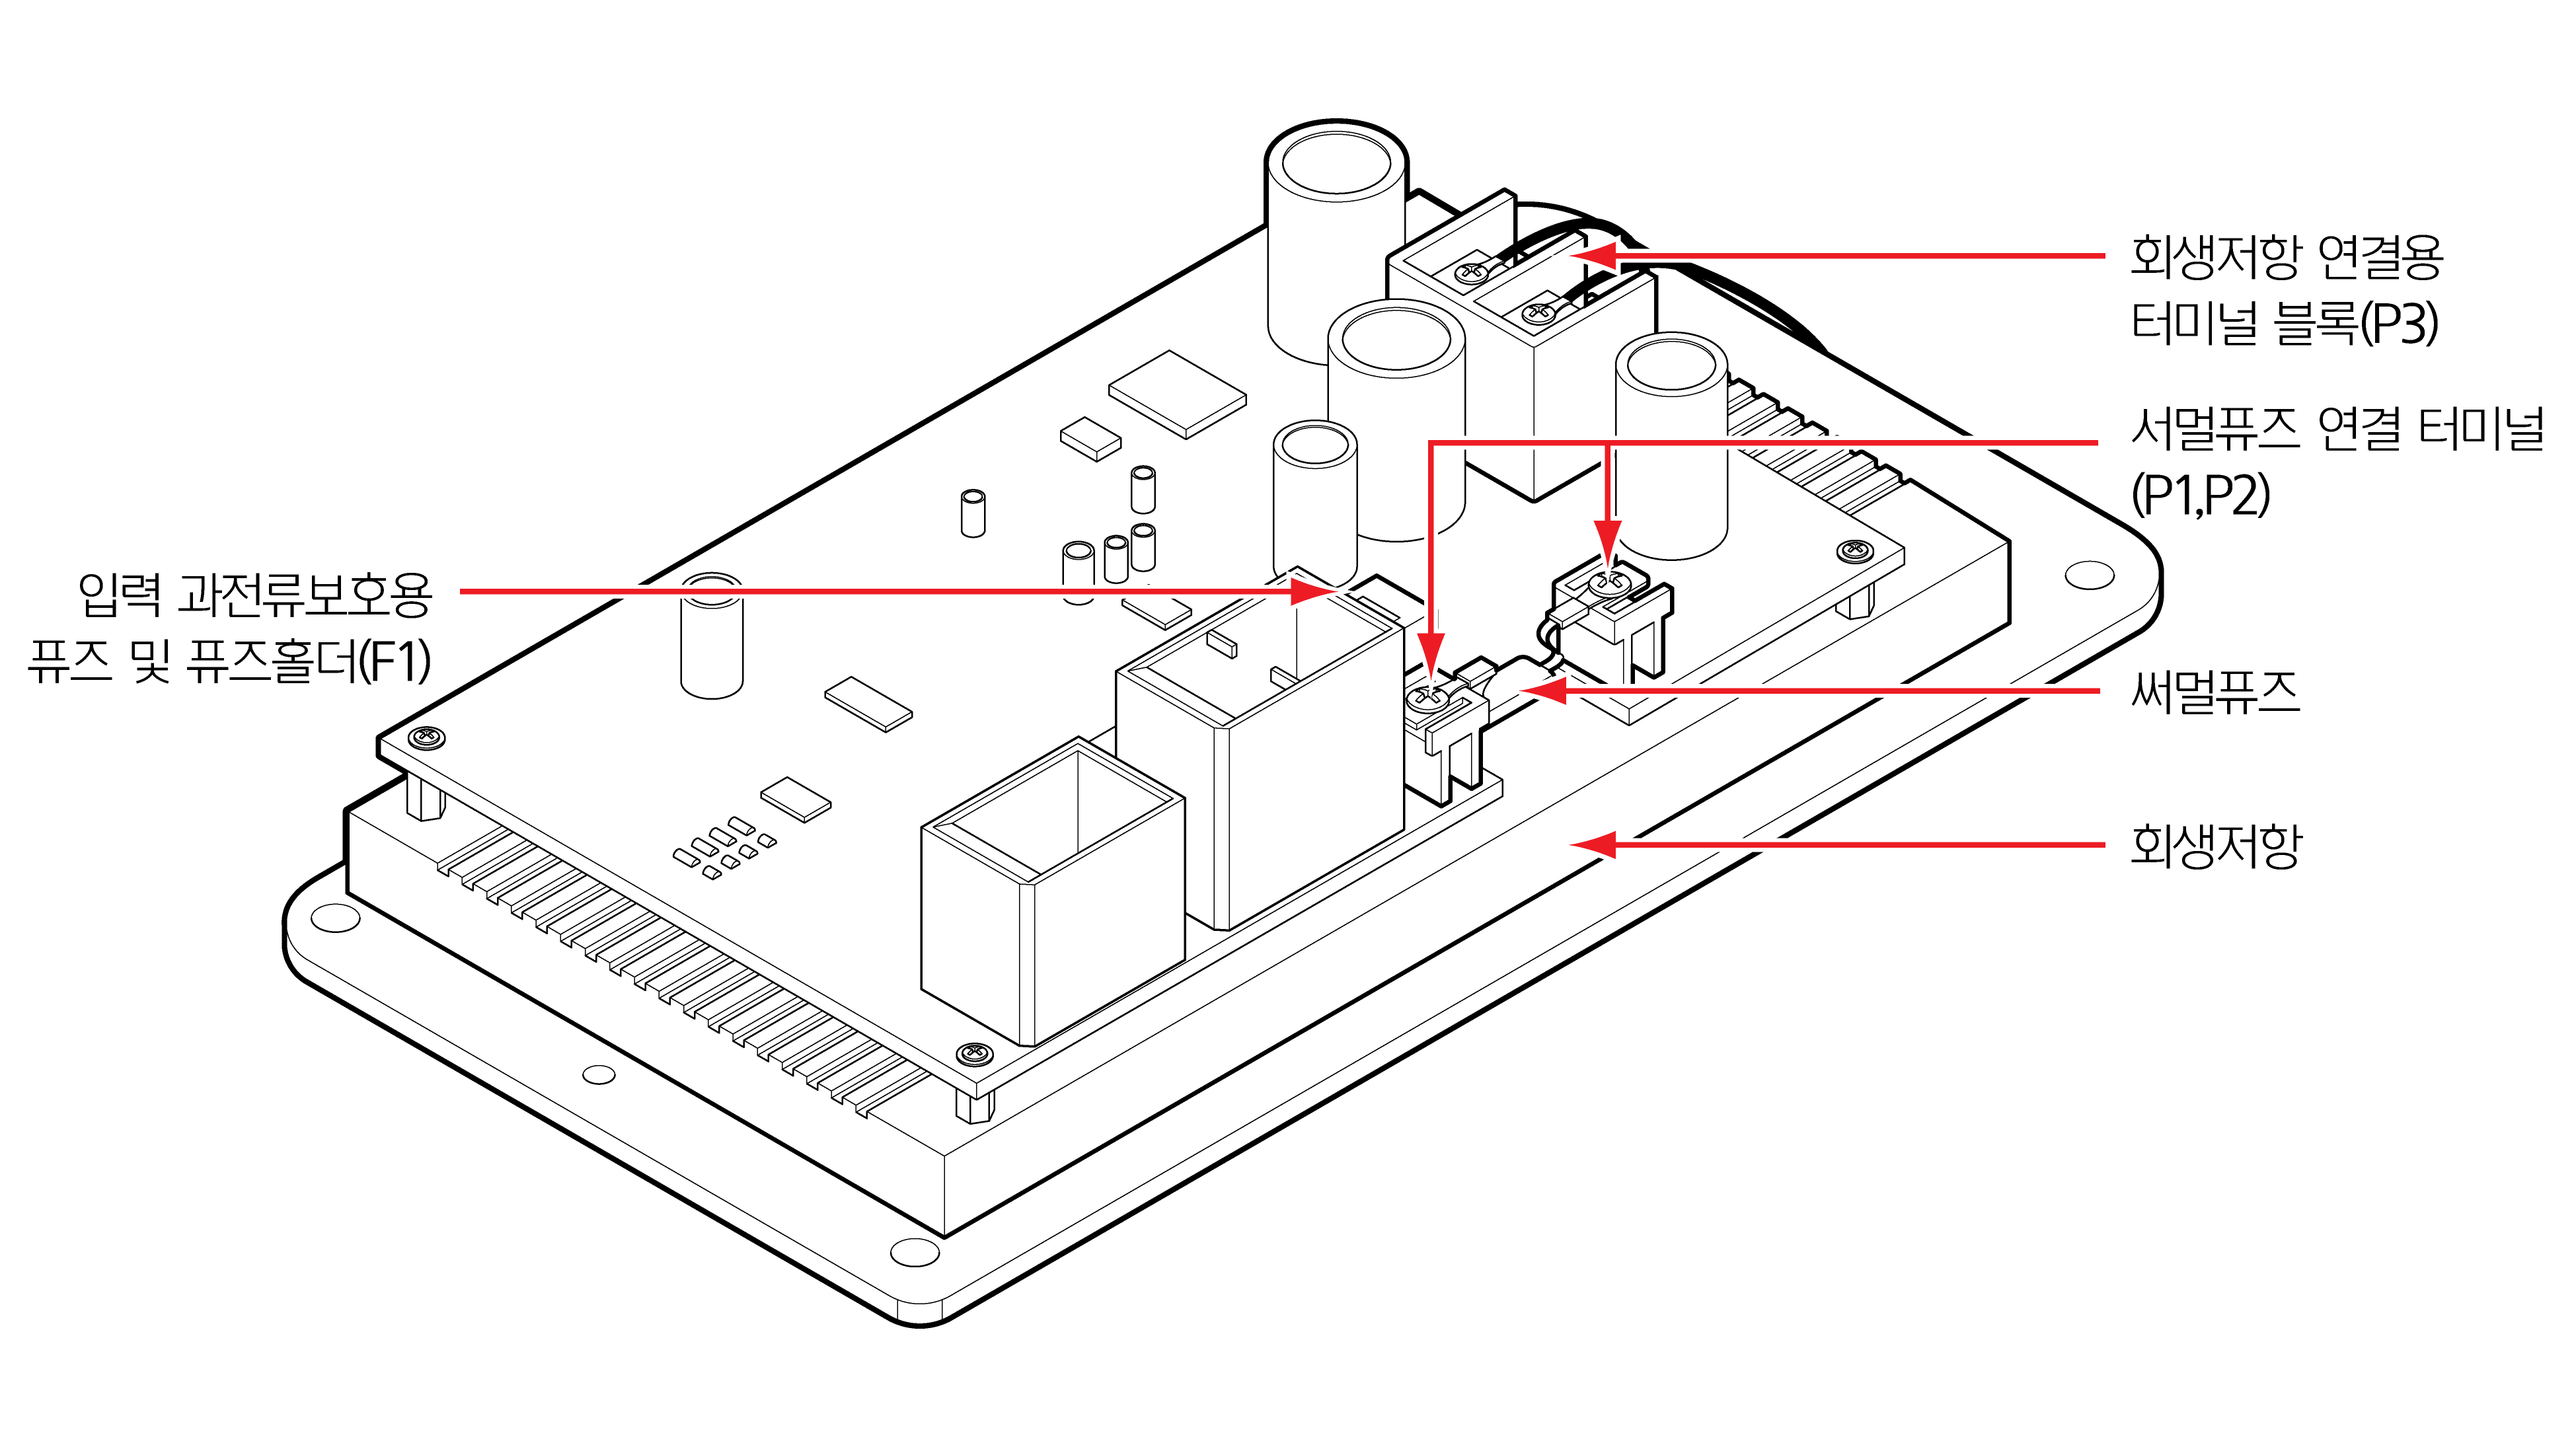 회생저항 연결용
터미널 블록(P3)
서멀퓨즈 연결 터미널
(P1,P2)
입력 과전류보호용
퓨즈 및 퓨즈홀더(F1)
써멀퓨즈
회생저항